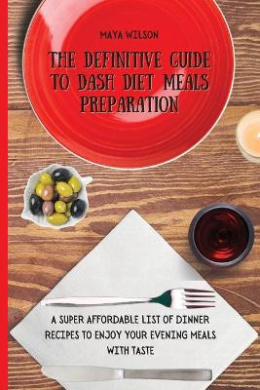 MAYA WILSON
THE DEFINITIVE GUIDE
TO DASH DIET MEALS
PREPARATION
A SUPER AFFORDABLE LIST OF DINNER
RECIPES TO ENJOY YOUR EVENING MEALS
WITH TASTE